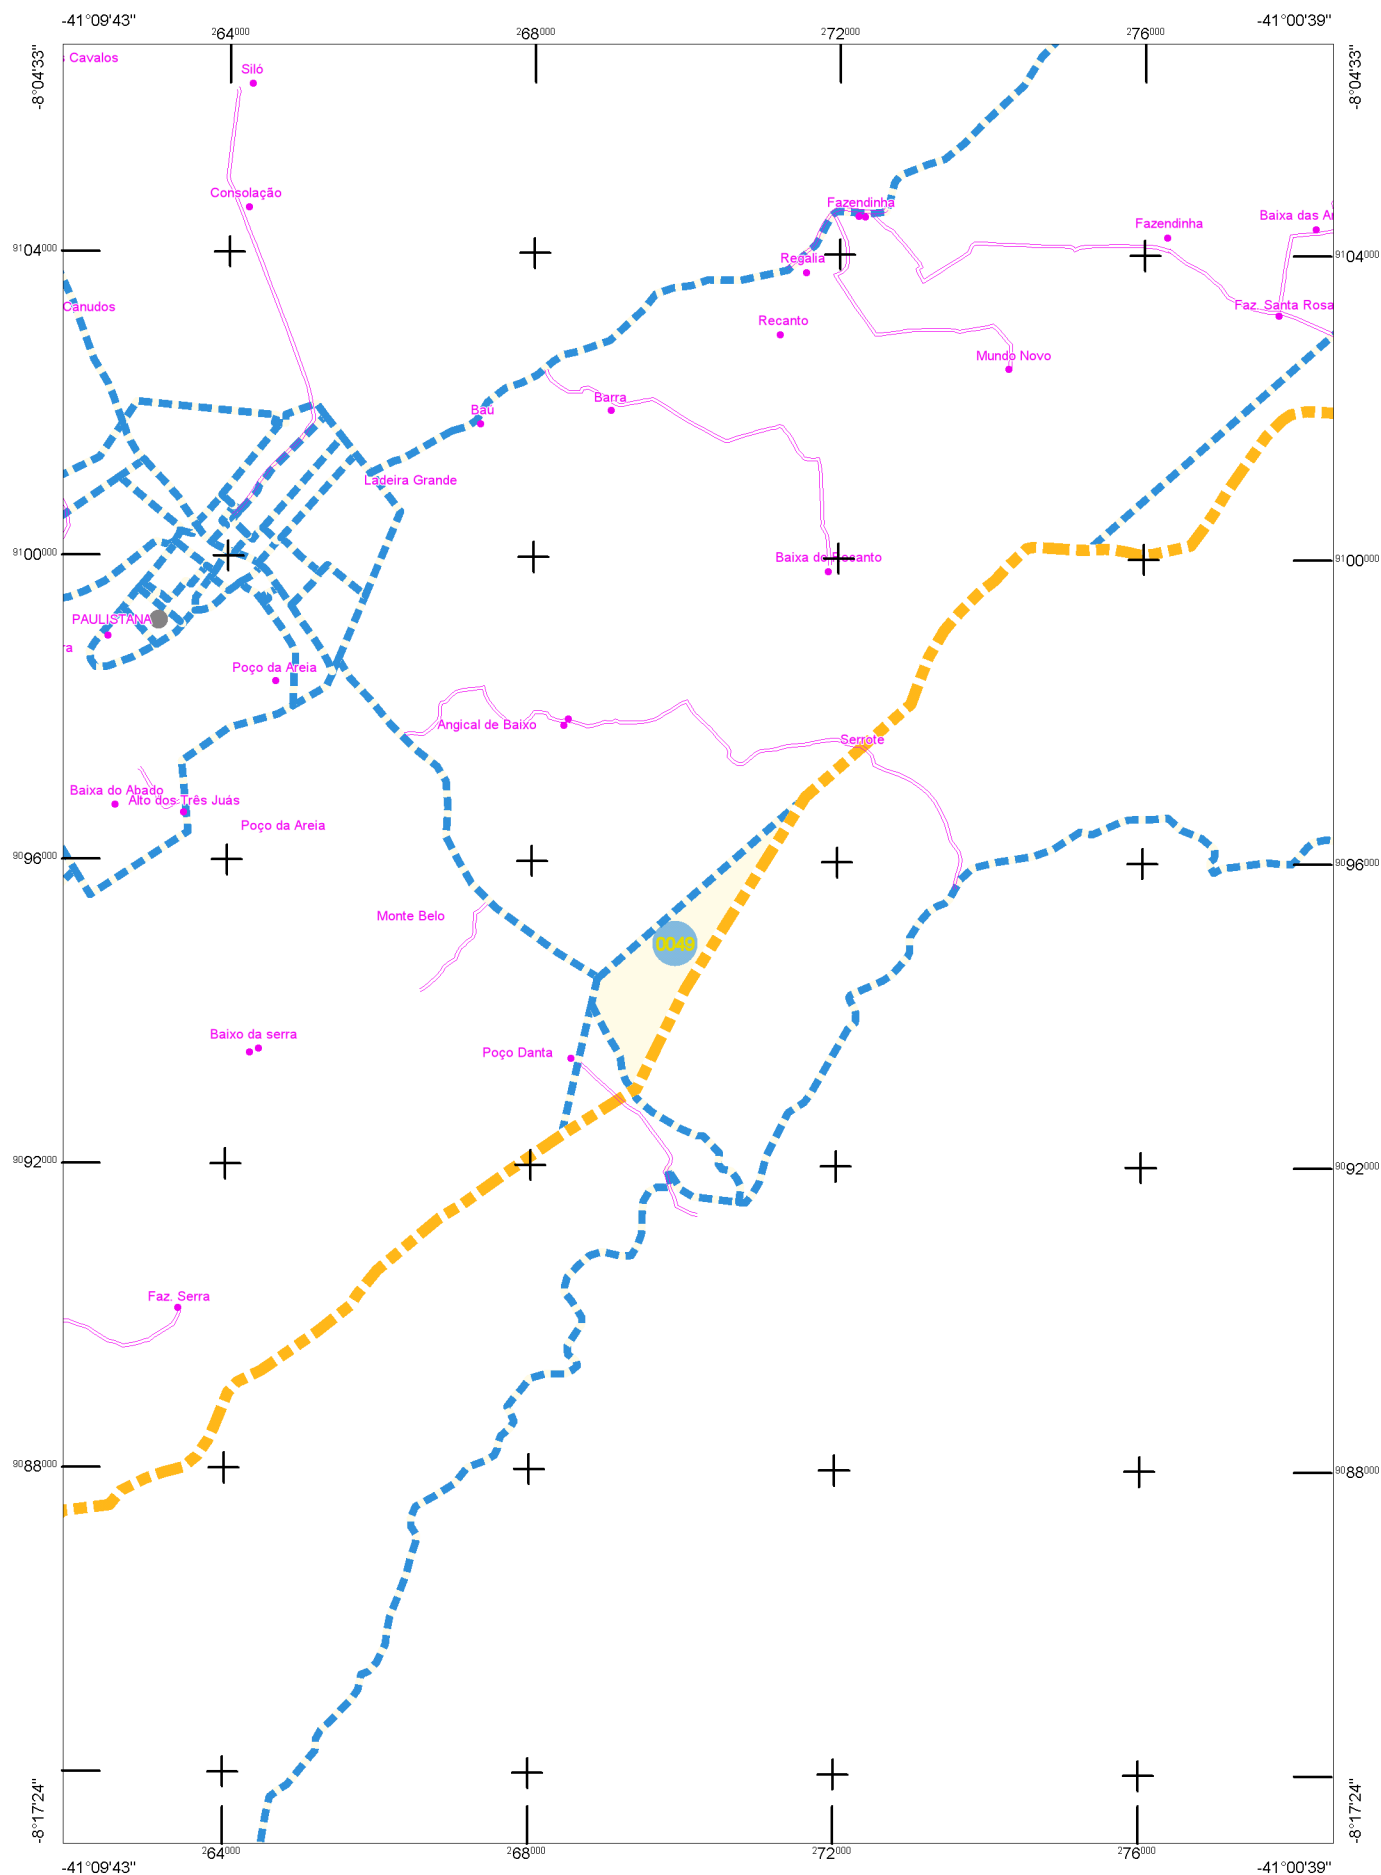 -41°09'43"
-41°00'39"
264000
268000
272000
276000
-8°04'33"
-8°04'33"
Cavalos
Siló
Consolação
Fazendinha
Fazendinha
Baixa das Ar
9104000
9104000
Regalia
Canudos
Faz. Santa Rosa
Recanto
Mundo Novo
Barra
Baú
Ladeira Grande
9100000
9100000
Baixa do Recanto
PAULISTANA
ra
Poço da Areia
Angical de Baixo
Serrote
Baixa do Abado
Alto dos Três Juás
Poço da Areia
9096000
9096000
Monte Belo
0049
Baixo da serra
Poço Danta
9092000
9092000
Faz. Serra
9088000
9088000
-8°17'24"
-8°17'24"
264000
268000
272000
276000
-41°09'43"
-41°00'39"